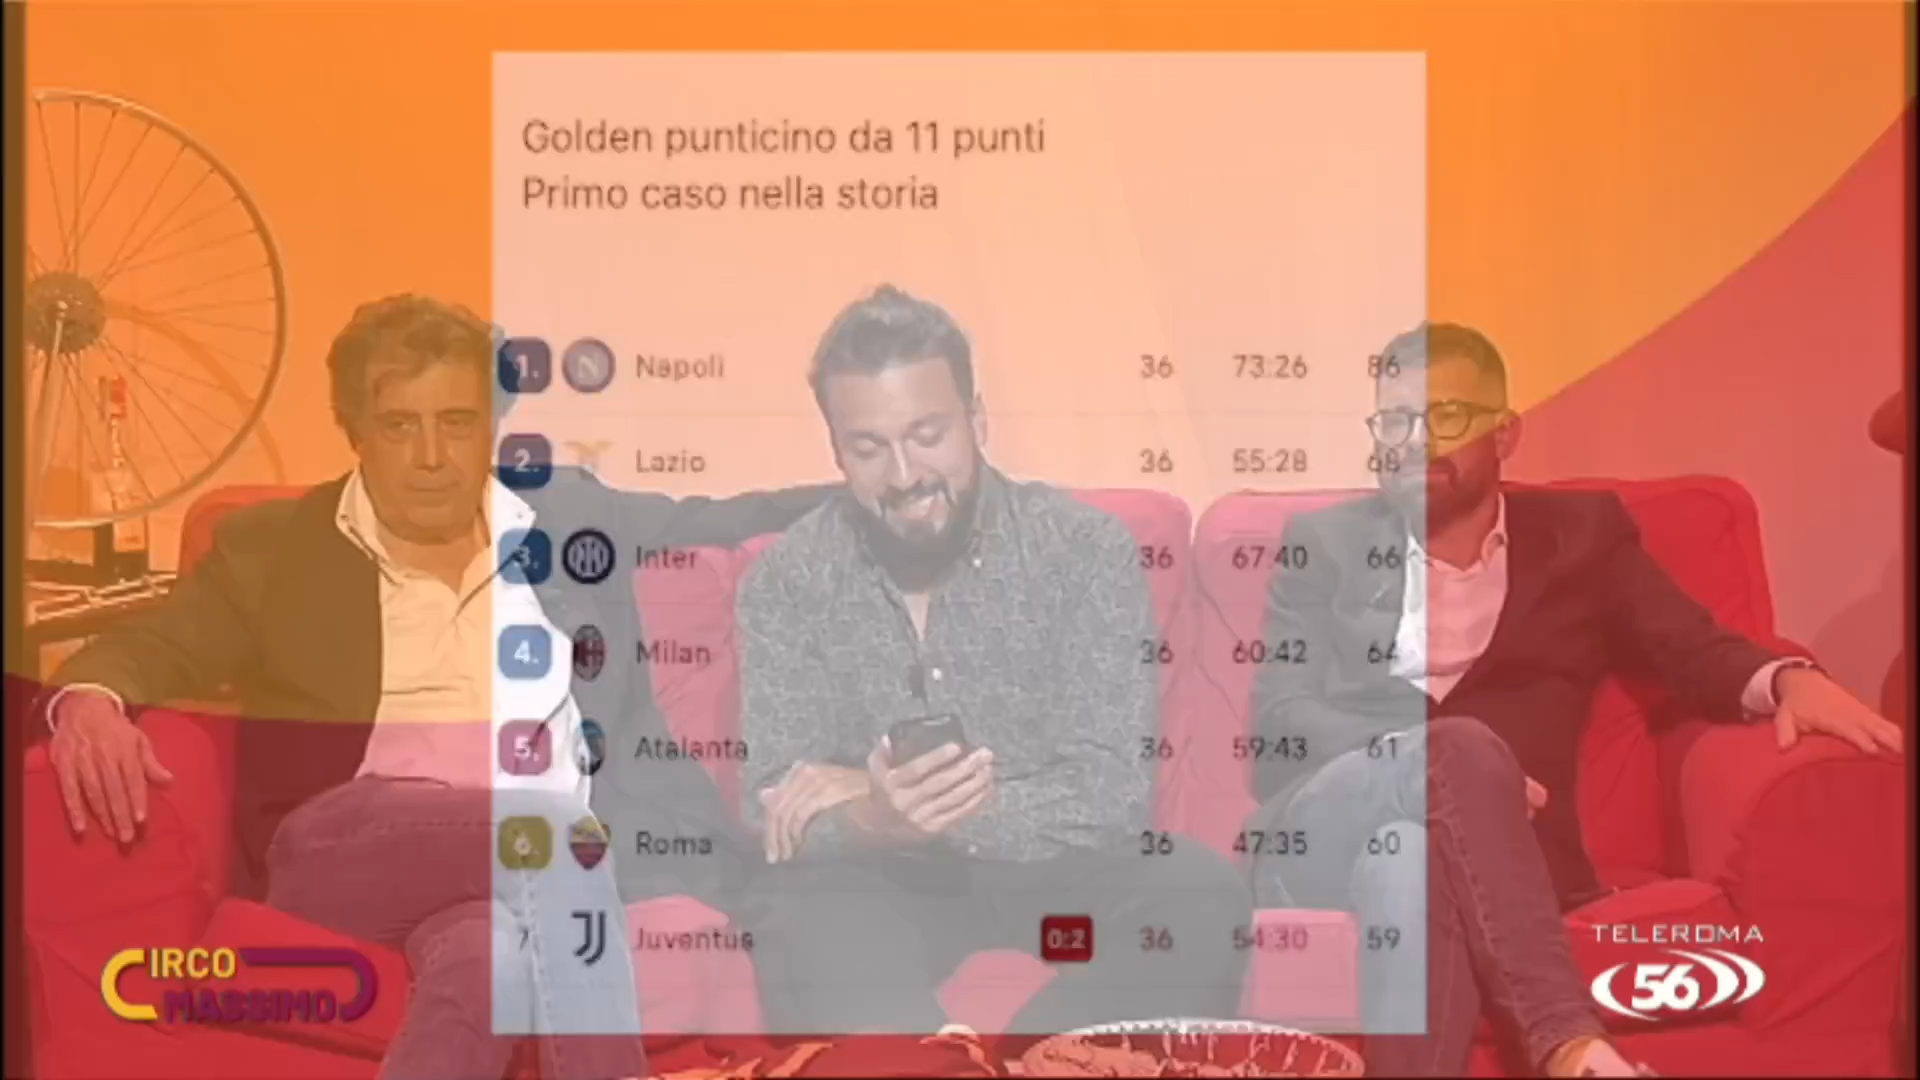 Golden punticino da 11 punti
Primo caso nella storia
1. Napoli 36 73:26 86
2. Lazio 36 55:28 68
3. Inter 36 67:40 66
4. Milan 36 60:42 64
5. Atalanta 36 59:43 61
6. Roma 36 47:35 60
7. Juventus 0:2 36 54:30 59
CIRCO
MASSIMO
TELEROMA
56